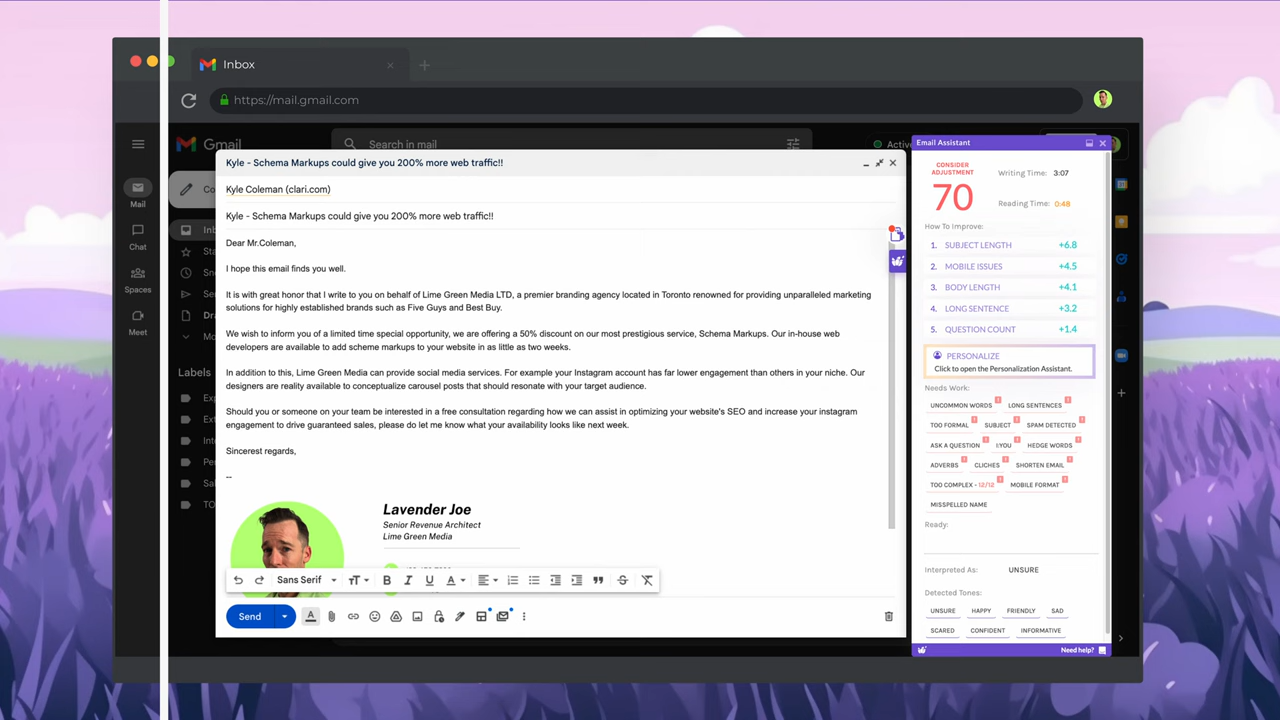 Inbox
https://mail.gmail.com
Gmail
Search in mail
Mail
Chat
Spaces
Meet
Labels
Kyle - Schema Markups could give you 200% more web traffic!!
Kyle Coleman (clari.com)
Kyle - Schema Markups could give you 200% more web traffic!!
Dear Mr.Coleman,
I hope this email finds you well.
It is with great honor that I write to you on behalf of Lime Green Media LTD, a premier branding agency located in Toronto renowned for providing unparalleled marketing
solutions for highly established brands such as Five Guys and Best Buy.
We wish to inform you of a limited time special opportunity, we are offering a 50% discount on our most prestigious service, Schema Markups. Our in-house web
developers are available to add scheme markups to your website in as little as two weeks.
In addition to this, Lime Green Media can provide social media services. For example your Instagram account has far lower engagement than others in your niche. Our
designers are reality available to conceptualize carousel posts that should resonate with your target audience.
Should you or someone on your team be interested in a free consultation regarding how we can assist in optimizing your website's SEO and increase your instagram
engagement to drive guaranteed sales, please do let me know what your availability looks like next week.
Sincerest regards,
--
Lavender Joe
Senior Revenue Architect
Lime Green Media
Sans Serif
Send
Email Assistant
CONSIDER
ADJUSTMENT
70
Writing Time: 3:07
Reading Time: 0:48
How To Improve:
1. SUBJECT LENGTH +6.8
2. MOBILE ISSUES +4.5
3. BODY LENGTH +4.1
4. LONG SENTENCE +3.2
5. QUESTION COUNT +1.4
PERSONALIZE
Click to open the Personalization Assistant.
Needs Work:
UNCOMMON WORDS LONG SENTENCES
TOO FORMAL SUBJECT SPAM DETECTED
ASK A QUESTION I:YOU HEDGE WORDS
ADVERBS CLICHES SHORTEN EMAIL
TOO COMPLEX - 12/12 MOBILE FORMAT
MISSPELLED NAME
Ready:
Interpreted As: UNSURE
Detected Tones:
UNSURE HAPPY FRIENDLY SAD
SCARED CONFIDENT INFORMATIVE
Need help?